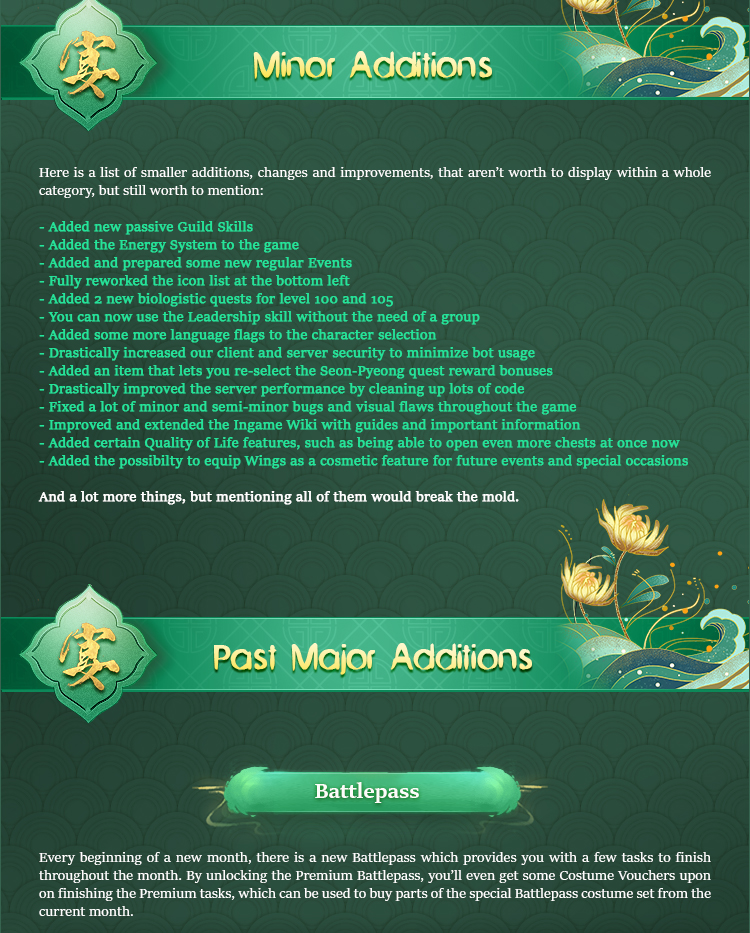 宴
Minor Additions
Here is a list of smaller additions, changes and improvements, that aren't worth to display within a whole
category, but still worth to mention:
- Added new passive Guild Skills
- Added the Energy System to the game
- Added and prepared some new regular Events
- Fully reworked the icon list at the bottom left
- Added 2 new biologistic quests for level 100 and 105
- You can now use the Leadership skill without the need of a group
- Added some more language flags to the character selection
- Drastically increased our client and server security to minimize bot usage
- Added an item that lets you re-select the Seon-Pyeong quest reward bonuses
- Drastically improved the server performance by cleaning up lots of code
- Fixed a lot of minor and semi-minor bugs and visual flaws throughout the game
- Improved and extended the Ingame Wiki with guides and important information
- Added certain Quality of Life features, such as being able to open even more chests at once now
- Added the possibilty to equip Wings as a cosmetic feature for future events and special occasions
And a lot more things, but mentioning all of them would break the mold.
宴
Past Major Additions
Battlepass
Every beginning of a new month, there is a new Battlepass which provides you with a few tasks to finish
throughout the month. By unlocking the Premium Battlepass, you'll even get some Costume Vouchers upon
on finishing the Premium tasks, which can be used to buy parts of the special Battlepass costume set from the
current month.